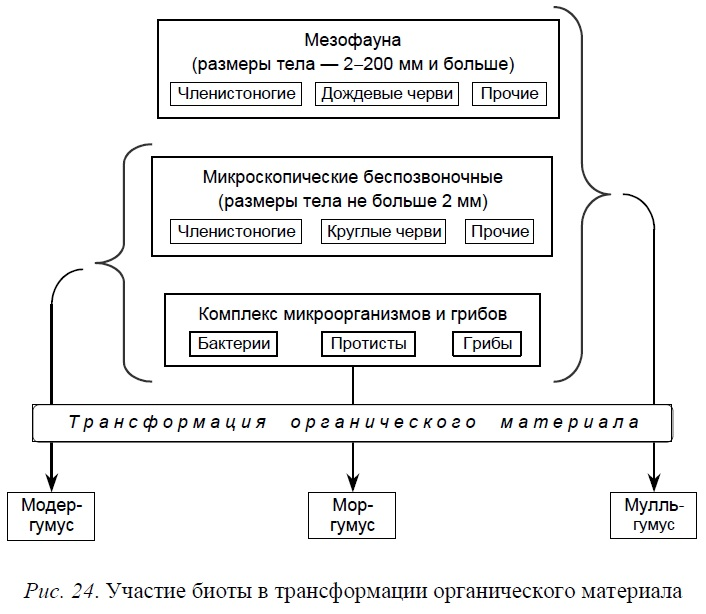 Мезофауна
(размеры тела — 2–200 мм и больше)
Членистоногие Дождевые черви Прочие
Микроскопические беспозвоночные
(размеры тела не больше 2 мм)
Членистоногие Круглые черви Прочие
Комплекс микроорганизмов и грибов
Бактерии Протисты Грибы
Трансформация органического материала
Модер-
гумус
Мор-
гумус
Мулль-
гумус
Рис. 24. Участие биоты в трансформации органического материала